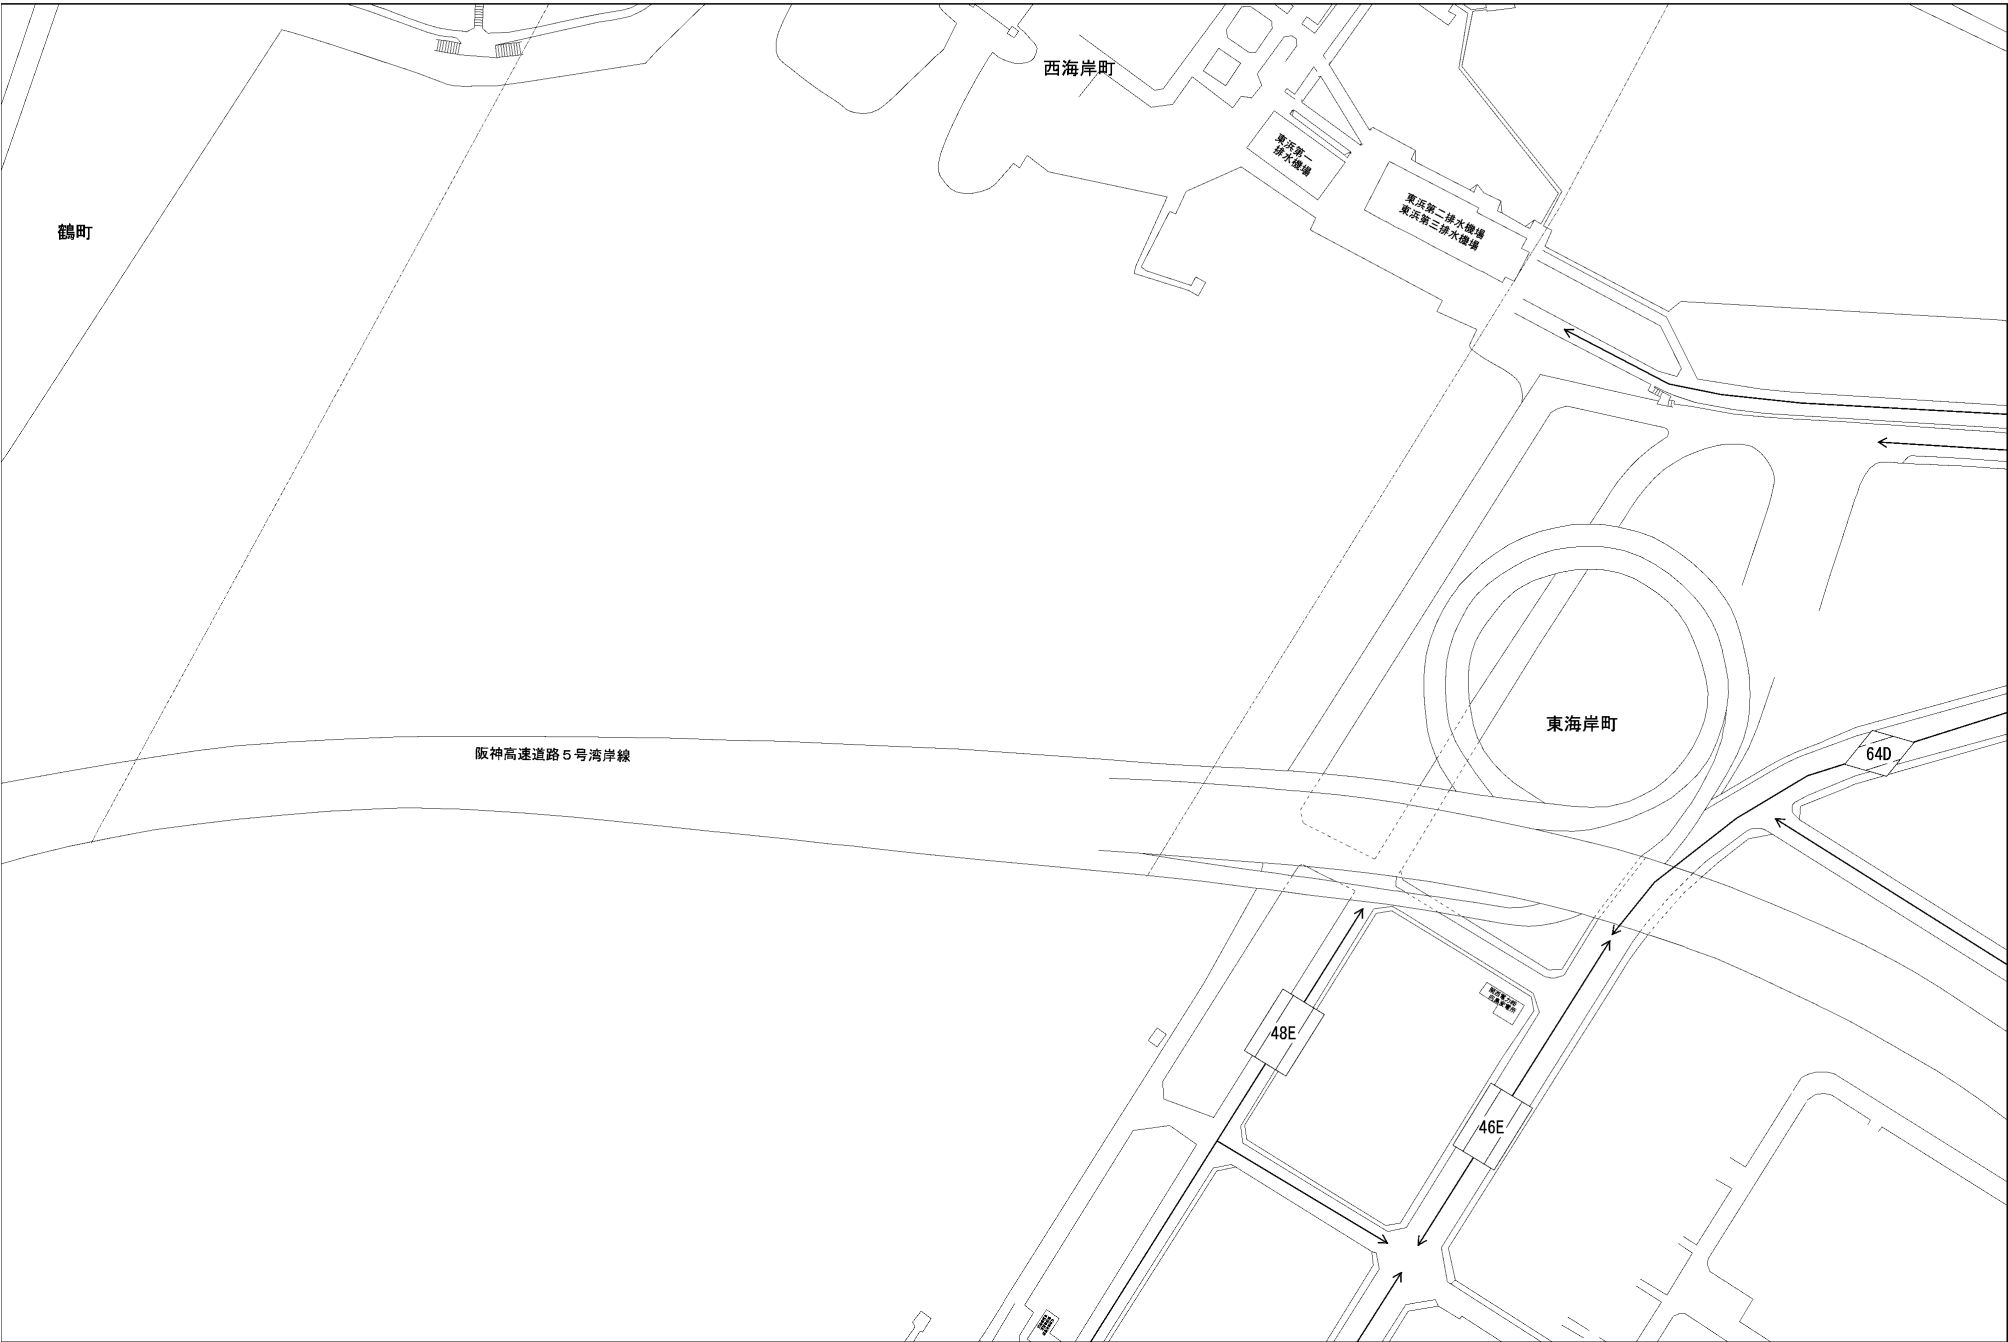 西海岸町
東浜第一
排水機場
東浜第二排水機場
東浜第三排水機場
鶴町
東海岸町
阪神高速道路５号湾岸線
64D
48E
46E